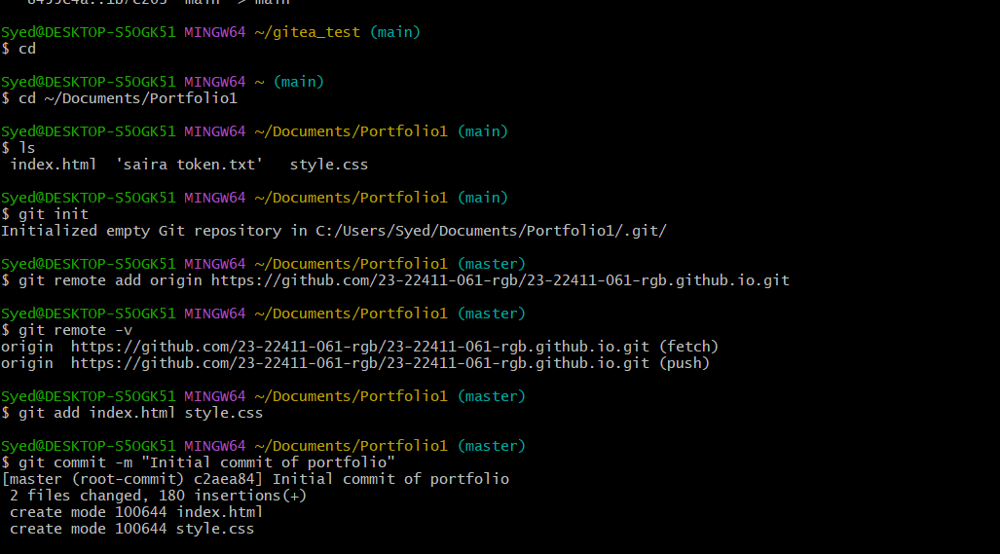 Syed@DESKTOP-S5OGK51 MINGW64 ~/gitea_test (main)
$ cd
Syed@DESKTOP-S5OGK51 MINGW64 ~ (main)
$ cd ~/Documents/Portfolio1
Syed@DESKTOP-S5OGK51 MINGW64 ~/Documents/Portfolio1 (main)
$ ls
index.html  'saira token.txt'   style.css
Syed@DESKTOP-S5OGK51 MINGW64 ~/Documents/Portfolio1 (main)
$ git init
Initialized empty Git repository in C:/Users/Syed/Documents/Portfolio1/.git/
Syed@DESKTOP-S5OGK51 MINGW64 ~/Documents/Portfolio1 (master)
$ git remote add origin https://github.com/23-22411-061-rgb/23-22411-061-rgb.github.io.git
Syed@DESKTOP-S5OGK51 MINGW64 ~/Documents/Portfolio1 (master)
$ git remote -v
origin  https://github.com/23-22411-061-rgb/23-22411-061-rgb.github.io.git (fetch)
origin  https://github.com/23-22411-061-rgb/23-22411-061-rgb.github.io.git (push)
Syed@DESKTOP-S5OGK51 MINGW64 ~/Documents/Portfolio1 (master)
$ git add index.html style.css
Syed@DESKTOP-S5OGK51 MINGW64 ~/Documents/Portfolio1 (master)
$ git commit -m "Initial commit of portfolio"
[master (root-commit) c2aea84] Initial commit of portfolio
2 files changed, 180 insertions(+)
create mode 100644 index.html
create mode 100644 style.css